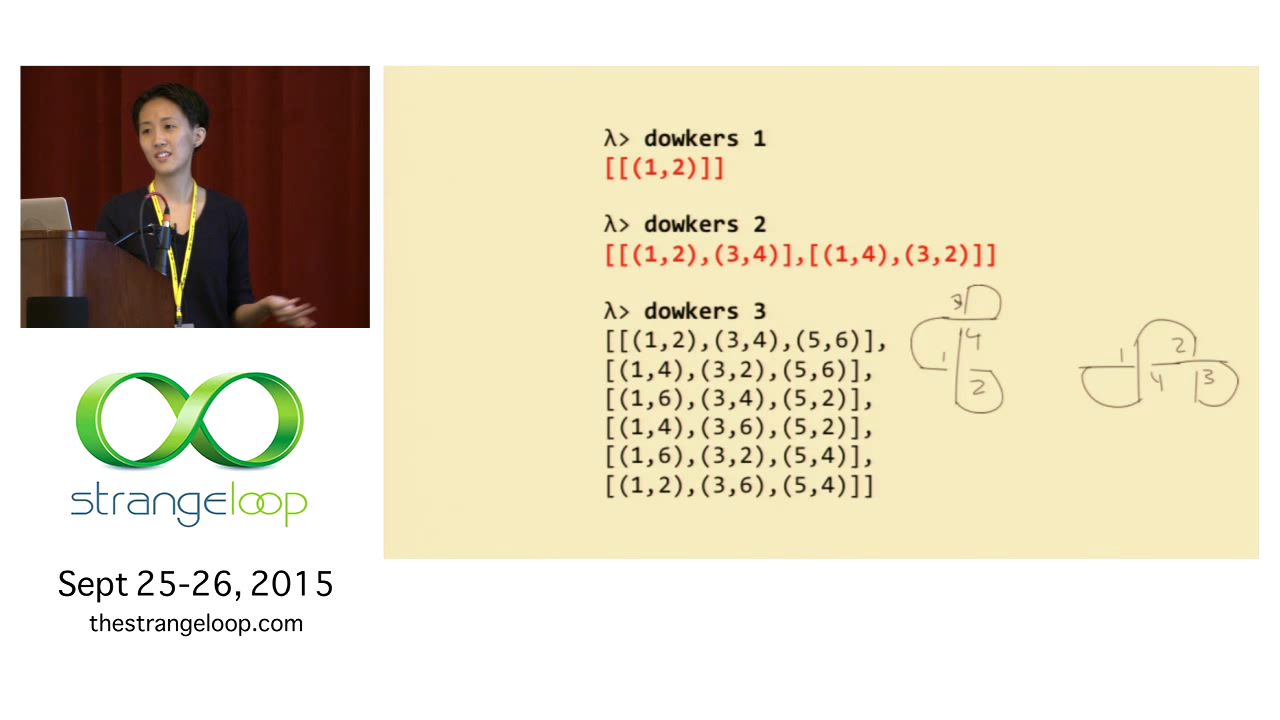 λ> dowkers 1
[[(1,2)]]
λ> dowkers 2
[[(1,2),(3,4)],[(1,4),(3,2)]]
λ> dowkers 3
[[(1,2),(3,4),(5,6)],
[(1,4),(3,2),(5,6)],
[(1,6),(3,4),(5,2)],
[(1,4),(3,6),(5,2)],
[(1,6),(3,2),(5,4)],
[(1,2),(3,6),(5,4)]]
3
1 4
2
1 2
4 3
strangeloop
Sept 25-26, 2015
thestrangeloop.com